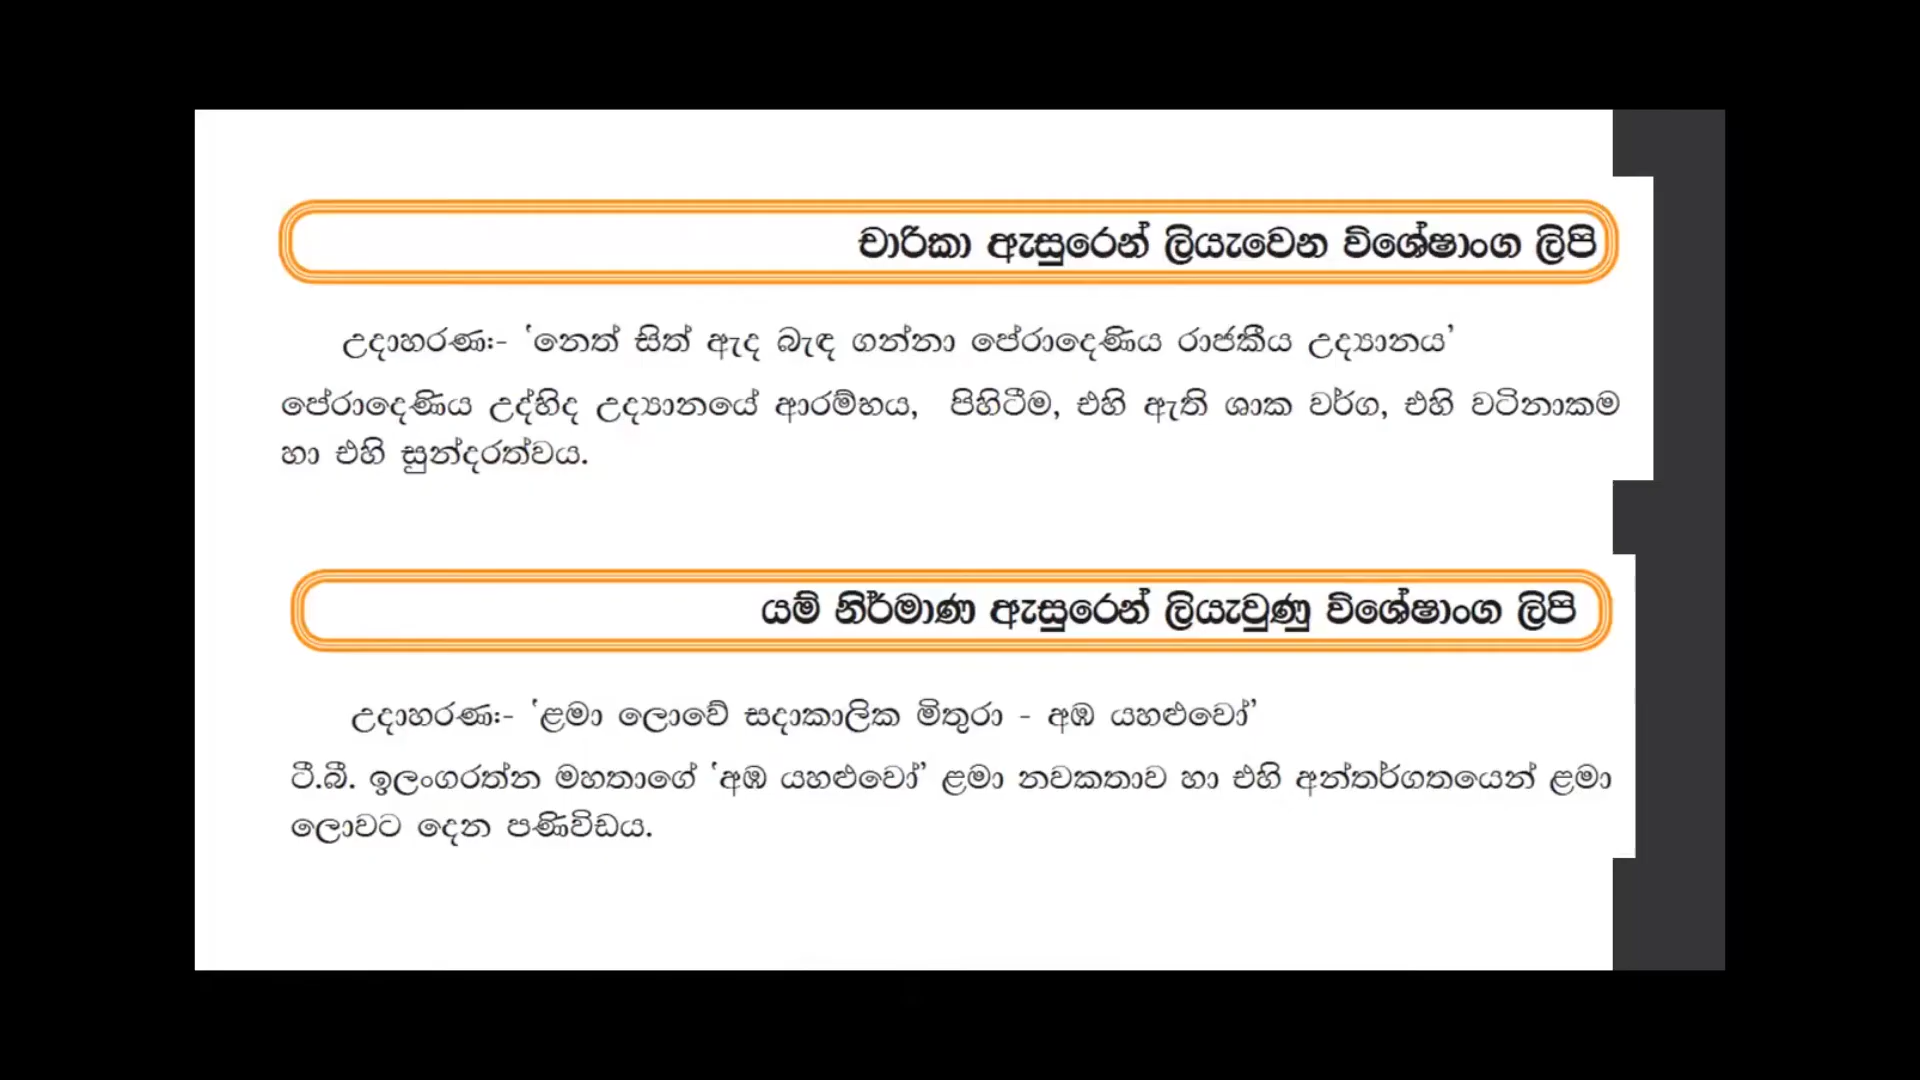 චාරිකා ඇසුරෙන් ලියැවෙන විශේෂාංග ලිපි
උදාහරණ:- ‘නෙත් සිත් ඇද බැඳ ගන්නා පේරාදෙණිය රාජකීය උද්‍යානය’
පේරාදෙණිය උද්භිද උද්‍යානයේ ආරම්භය, පිහිටීම, එහි ඇති ශාක වර්ග, එහි වටිනාකම
හා එහි සුන්දරත්වය.
යම් නිර්මාණ ඇසුරෙන් ලියැවුණු විශේෂාංග ලිපි
උදාහරණ:- ‘ළමා ලොවේ සදාකාලික මිතුරා - අඹ යහළුවෝ’
ටී.බී. ඉලංගරත්න මහතාගේ ‘අඹ යහළුවෝ’ ළමා නවකතාව හා එහි අන්තර්ගතයෙන් ළමා
ලොවට දෙන පණිවිඩය.